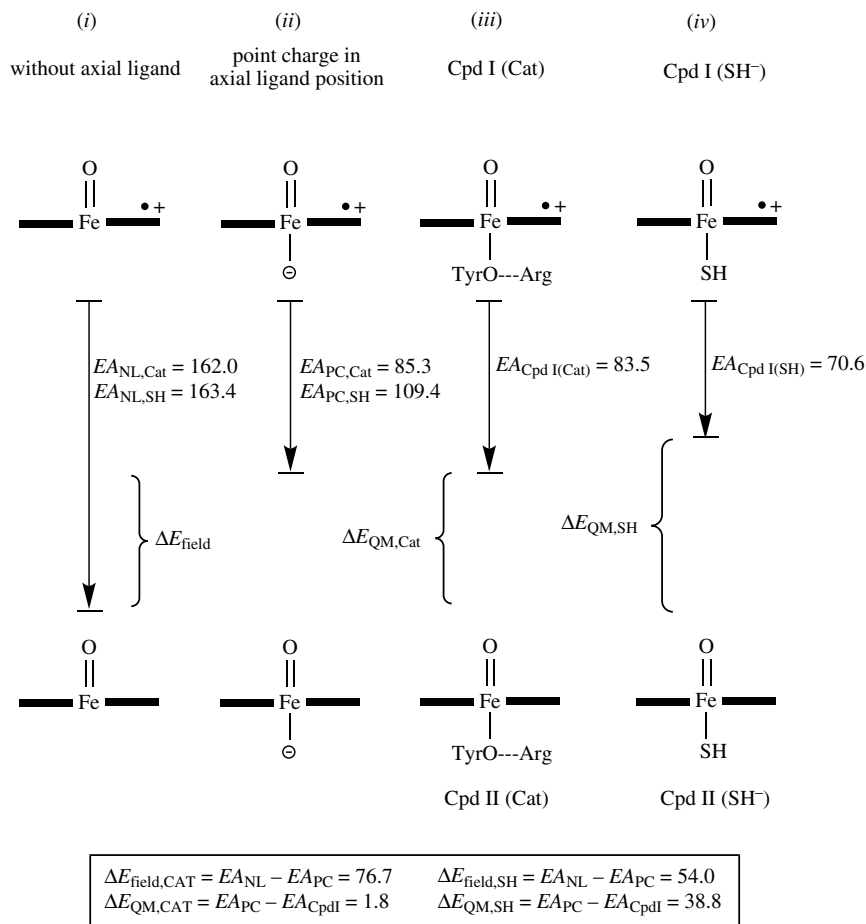 (i)
(ii)
(iii)
(iv)
without axial ligand
point charge in
axial ligand position
Cpd I (Cat)
Cpd I (SH⁻)
O
O
O
O
Fe
•+
Fe
•+
Fe
•+
Fe
•+
⊖
TyrO---Arg
SH
EA_NL,Cat = 162.0
EA_NL,SH = 163.4
EA_PC,Cat = 85.3
EA_PC,SH = 109.4
EA_Cpd I(Cat) = 83.5
EA_Cpd I(SH) = 70.6
ΔE_field
ΔE_QM,Cat
ΔE_QM,SH
O
O
O
O
Fe
Fe
Fe
Fe
⊖
TyrO---Arg
SH
Cpd II (Cat)
Cpd II (SH⁻)
ΔE_field,CAT = EA_NL – EA_PC = 76.7
ΔE_field,SH = EA_NL – EA_PC = 54.0
ΔE_QM,CAT = EA_PC – EA_CpdI = 1.8
ΔE_QM,SH = EA_PC – EA_CpdI = 38.8